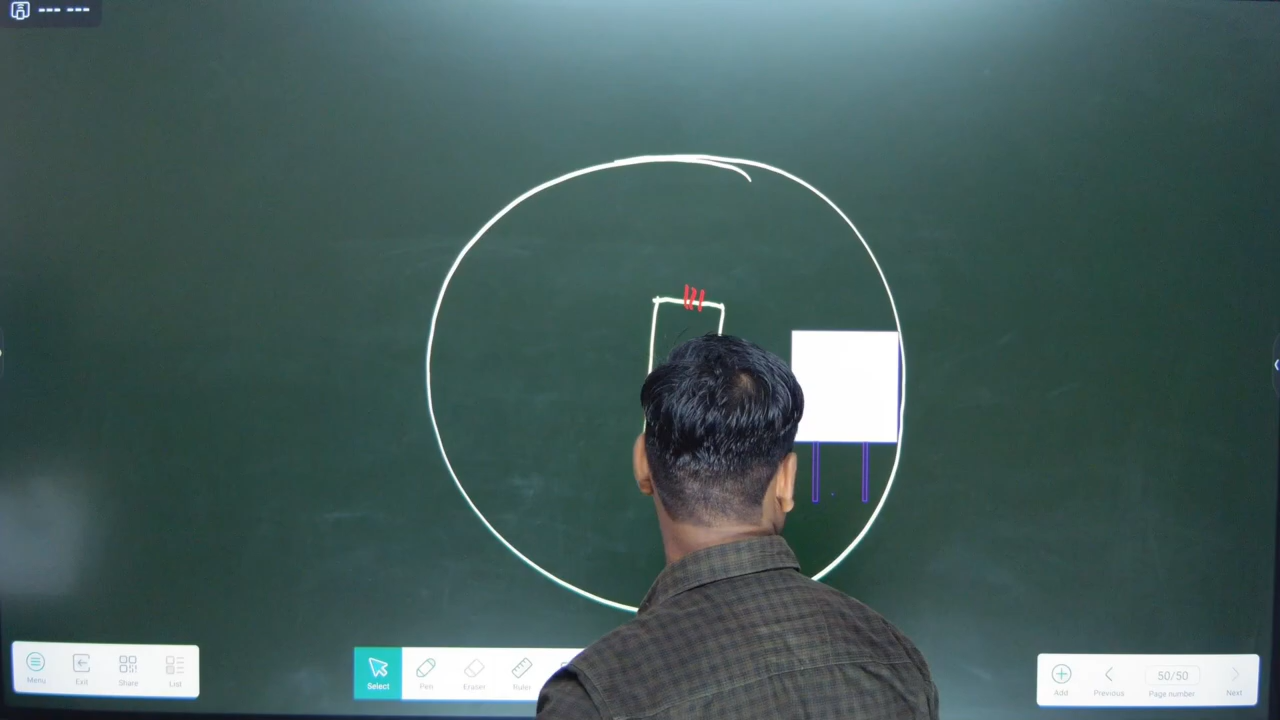 Menu
Exit
Share
List
Select
Pen
Eraser
Ruler
Add
Previous
50/50
Page number
Next